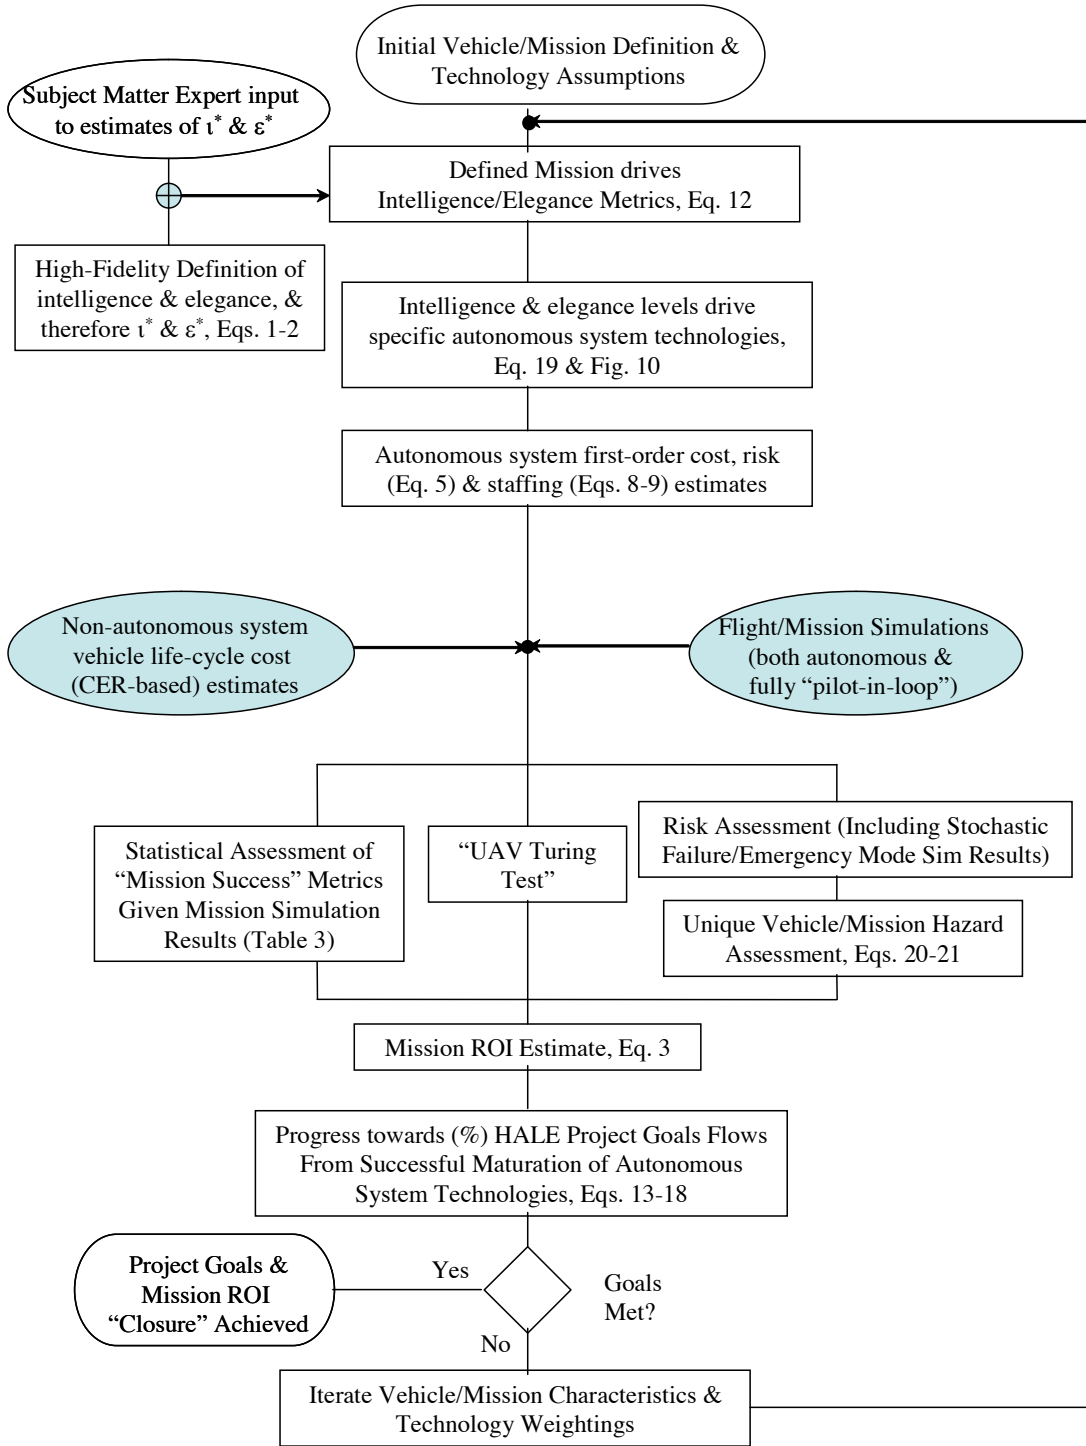 Initial Vehicle/Mission Definition &
Technology Assumptions
Subject Matter Expert input
to estimates of ι* & ε*
Defined Mission drives
Intelligence/Elegance Metrics, Eq. 12
High-Fidelity Definition of
intelligence & elegance, &
therefore ι* & ε*, Eqs. 1-2
Intelligence & elegance levels drive
specific autonomous system technologies,
Eq. 19 & Fig. 10
Autonomous system first-order cost, risk
(Eq. 5) & staffing (Eqs. 8-9) estimates
Non-autonomous system
vehicle life-cycle cost
(CER-based) estimates
Flight/Mission Simulations
(both autonomous &
fully “pilot-in-loop”)
Statistical Assessment of
“Mission Success” Metrics
Given Mission Simulation
Results (Table 3)
“UAV Turing
Test”
Risk Assessment (Including Stochastic
Failure/Emergency Mode Sim Results)
Unique Vehicle/Mission Hazard
Assessment, Eqs. 20-21
Mission ROI Estimate, Eq. 3
Progress towards (%) HALE Project Goals Flows
From Successful Maturation of Autonomous
System Technologies, Eqs. 13-18
Project Goals &
Mission ROI
“Closure” Achieved
Yes
Goals
Met?
No
Iterate Vehicle/Mission Characteristics &
Technology Weightings